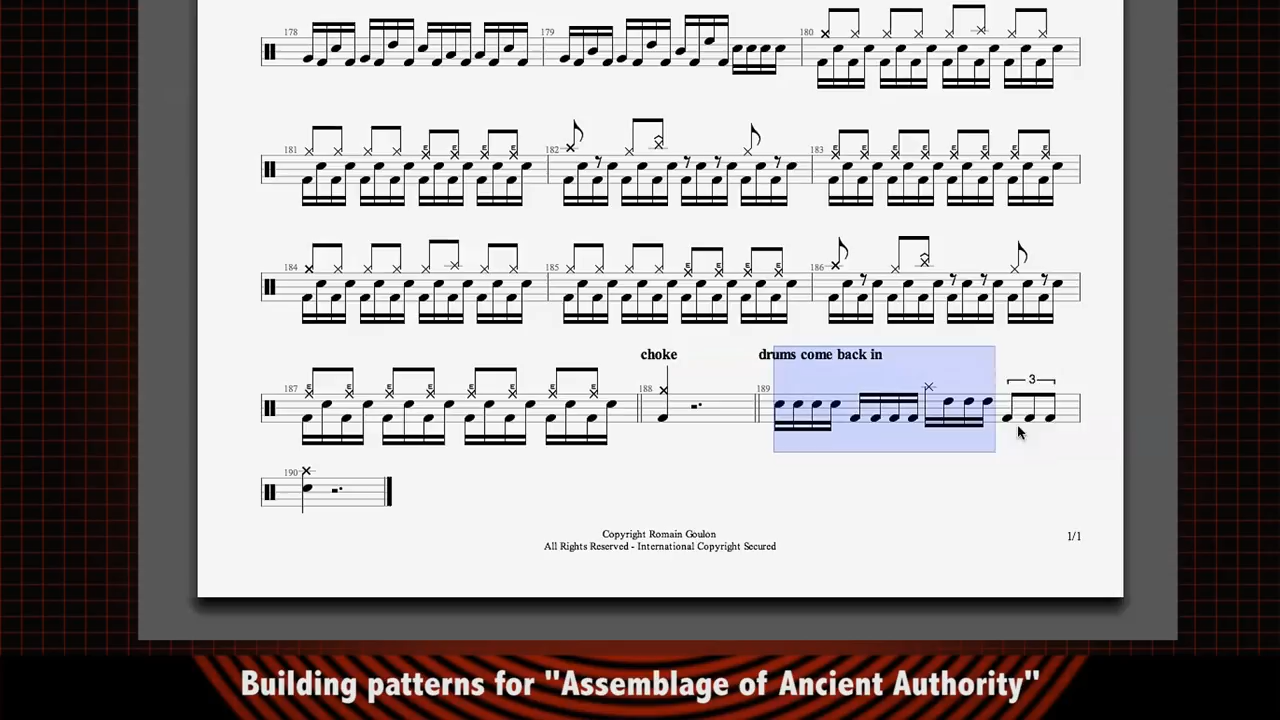 178 179 180
181 182 183
184 185 186
choke drums come back in
187 188 189 3
190
Copyright Romain Goulon
All Rights Reserved - International Copyright Secured
1/1
Building patterns for "Assemblage of Ancient Authority"